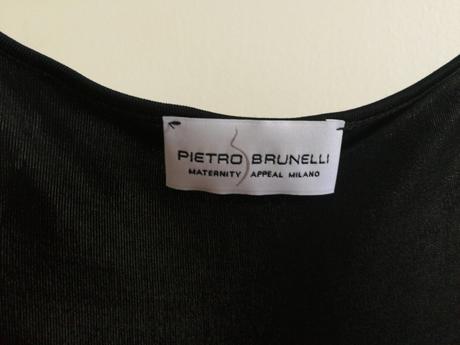 PIETRO BRUNELLI
MATERNITY APPEAL MILANO